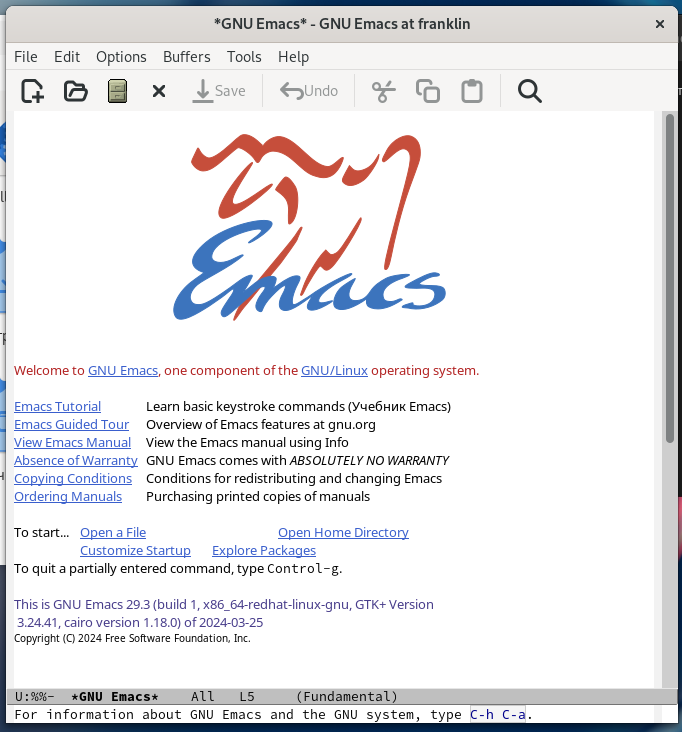 *GNU Emacs* - GNU Emacs at franklin
File Edit Options Buffers Tools Help
Save Undo
Emacs
Welcome to GNU Emacs, one component of the GNU/Linux operating system.
Emacs Tutorial Learn basic keystroke commands (Учебник Emacs)
Emacs Guided Tour Overview of Emacs features at gnu.org
View Emacs Manual View the Emacs manual using Info
Absence of Warranty GNU Emacs comes with ABSOLUTELY NO WARRANTY
Copying Conditions Conditions for redistributing and changing Emacs
Ordering Manuals Purchasing printed copies of manuals
To start... Open a File Open Home Directory
Customize Startup Explore Packages
To quit a partially entered command, type Control-g.
This is GNU Emacs 29.3 (build 1, x86_64-redhat-linux-gnu, GTK+ Version
3.24.41, cairo version 1.18.0) of 2024-03-25
Copyright (C) 2024 Free Software Foundation, Inc.
U:%%- *GNU Emacs* All L5 (Fundamental)
For information about GNU Emacs and the GNU system, type C-h C-a.